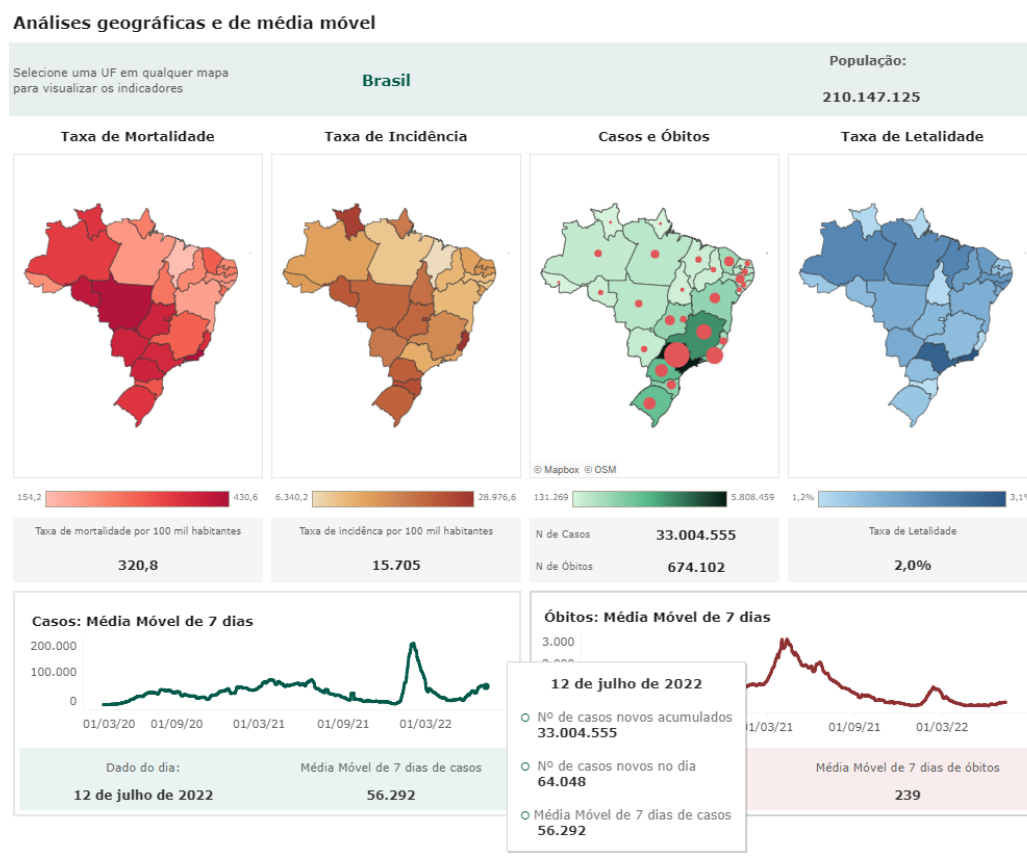 Análises geográficas e de média móvel
Selecione uma UF em qualquer mapa
para visualizar os indicadores
Brasil
População:
210.147.125
Taxa de Mortalidade
Taxa de Incidência
Casos e Óbitos
Taxa de Letalidade
© Mapbox © OSM
154,2
430,6
6.340,2
28.976,6
131.269
5.808.459
1,2%
3,1%
Taxa de mortalidade por 100 mil habitantes
320,8
Taxa de incidênca por 100 mil habitantes
15.705
N de Casos
33.004.555
N de Óbitos
674.102
Taxa de Letalidade
2,0%
Casos: Média Móvel de 7 dias
200.000
100.000
0
01/03/20
01/09/20
01/03/21
01/09/21
01/03/22
Dado do dia:
12 de julho de 2022
Média Móvel de 7 dias de casos
56.292
Óbitos: Média Móvel de 7 dias
3.000
1/03/21
01/09/21
01/03/22
Média Móvel de 7 dias de óbitos
239
12 de julho de 2022
Nº de casos novos acumulados
33.004.555
Nº de casos novos no dia
64.048
Média Móvel de 7 dias de casos
56.292